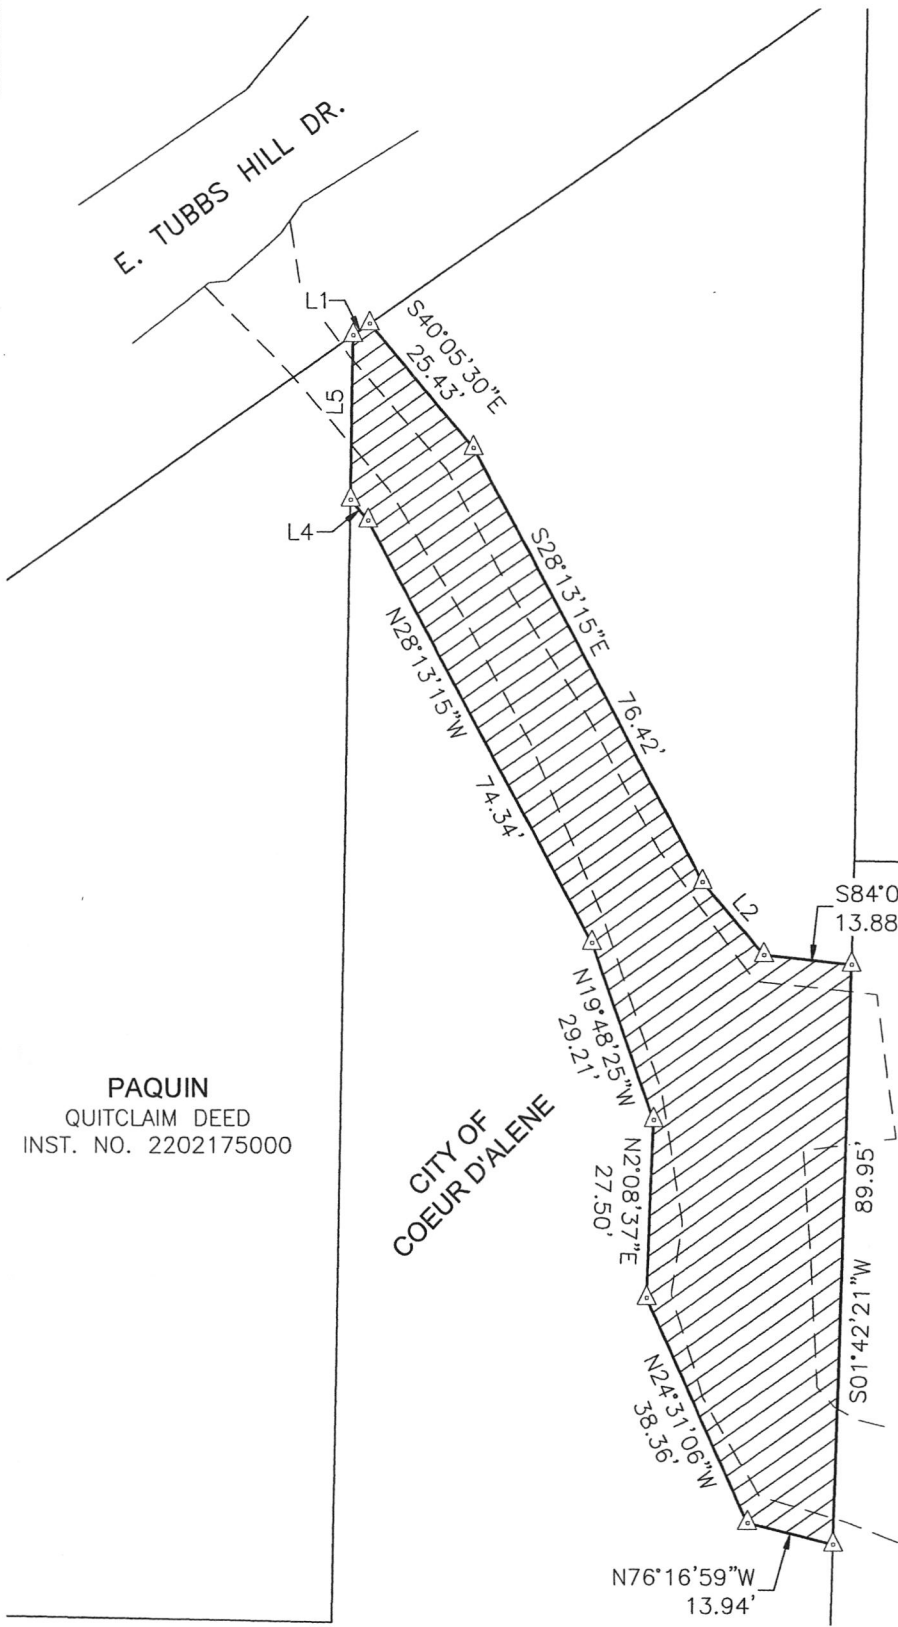 E. TUBBS HILL DR.
L1
S40°05'30"E
25.43'
L5
L4
S28°13'15"E
76.42'
N28°13'15"W
74.34'
L2
S84°0
13.88
N19°48'25"W
29.21'
PAQUIN
QUITCLAIM DEED
INST. NO. 2202175000
CITY OF
COEUR D'ALENE
N2°08'37"E
27.50'
89.95'
S01°42'21"W
N24°31'06"W
38.36'
N76°16'59"W
13.94'